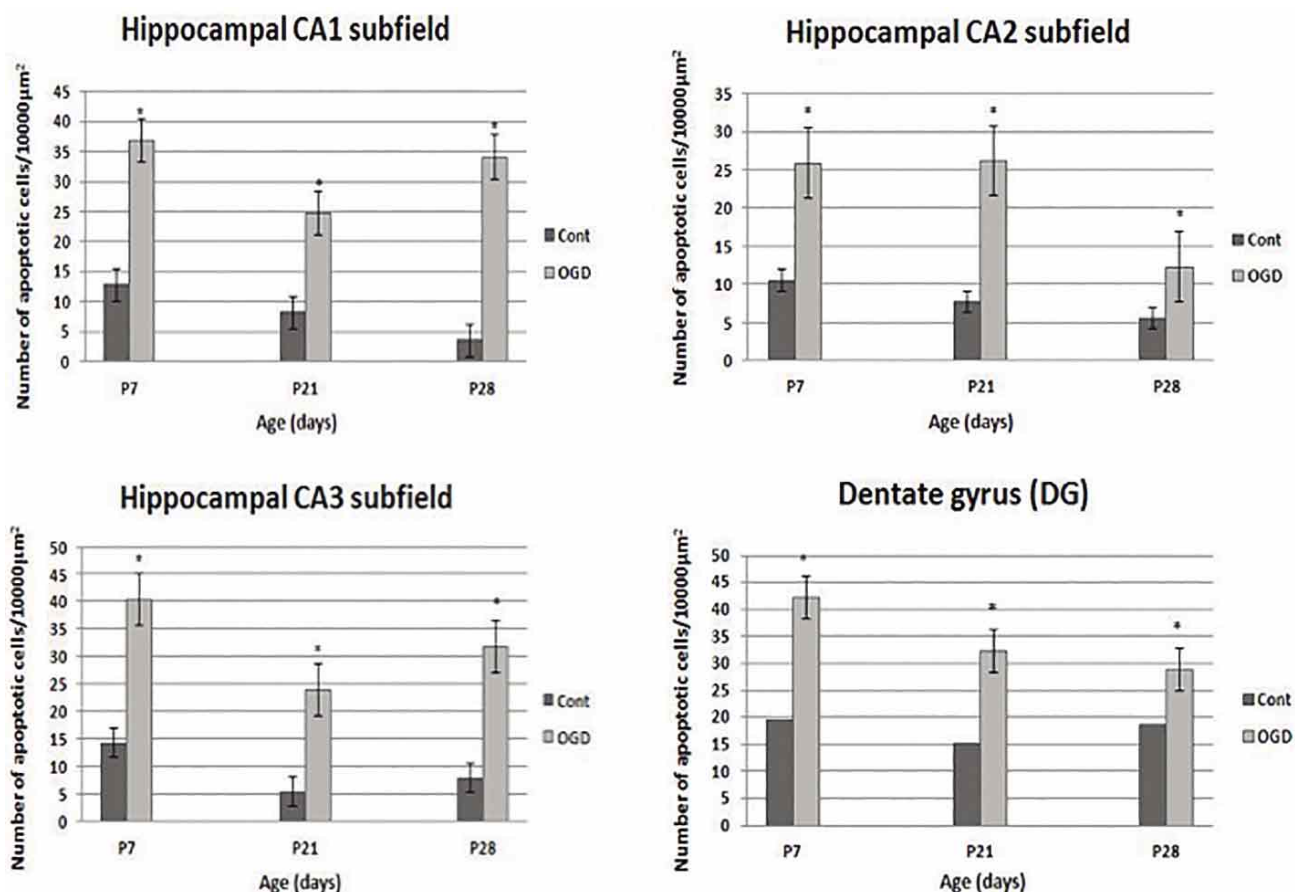 Hippocampal CA1 subfield
Number of apoptotic cells/10000µm²
45
40
35
30
25
20
15
10
5
0
*
*
*
Cont
OGD
P7
P21
P28
Age (days)
Hippocampal CA2 subfield
Number of apoptotic cells/10000µm²
35
30
25
20
15
10
5
0
*
*
*
Cont
OGD
P7
P21
P28
Age (days)
Hippocampal CA3 subfield
Number of apoptotic cells/10000µm²
50
45
40
35
30
25
20
15
10
5
0
*
*
*
Cont
OGD
P7
P21
P28
Age (days)
Dentate gyrus (DG)
Number of apoptotic cells/10000µm²
50
45
40
35
30
25
20
15
10
5
0
*
*
*
Cont
OGD
P7
P21
P28
Age (days)